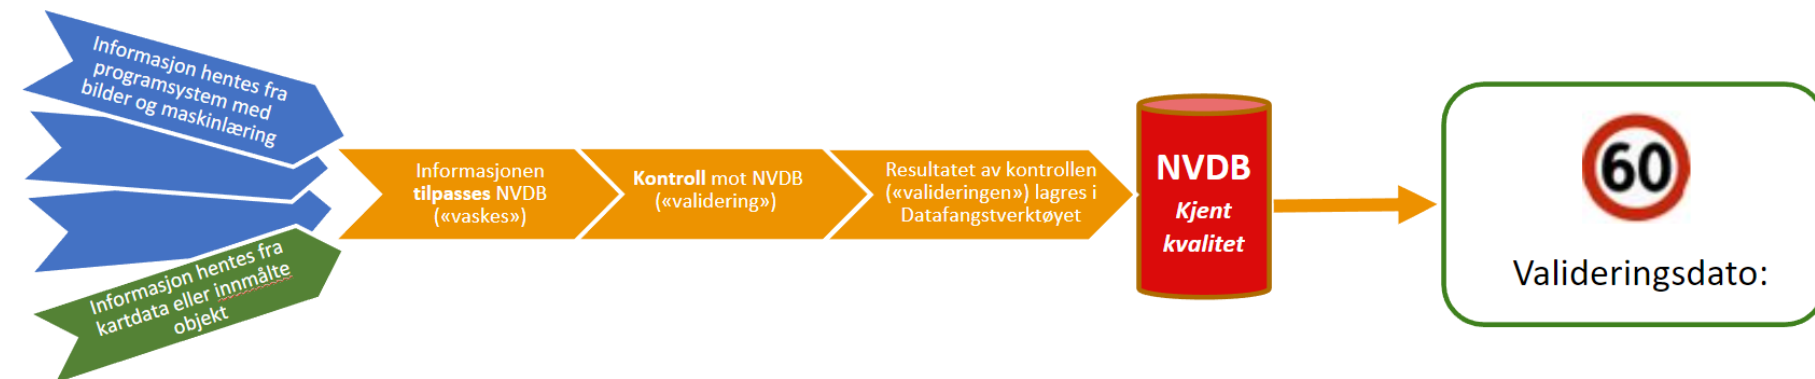 Informasjon hentes fra
programsystem med
bilder og maskinlæring
Informasjon hentes fra
kartdata eller innmålte
objekt
Informasjonen
tilpasses NVDB
(«vaskes»)
Kontroll mot NVDB
(«validering»)
Resultatet av kontrollen
(«valideringen») lagres i
Datafangstverktøyet
NVDB
Kjent
kvalitet
60
Valideringsdato: